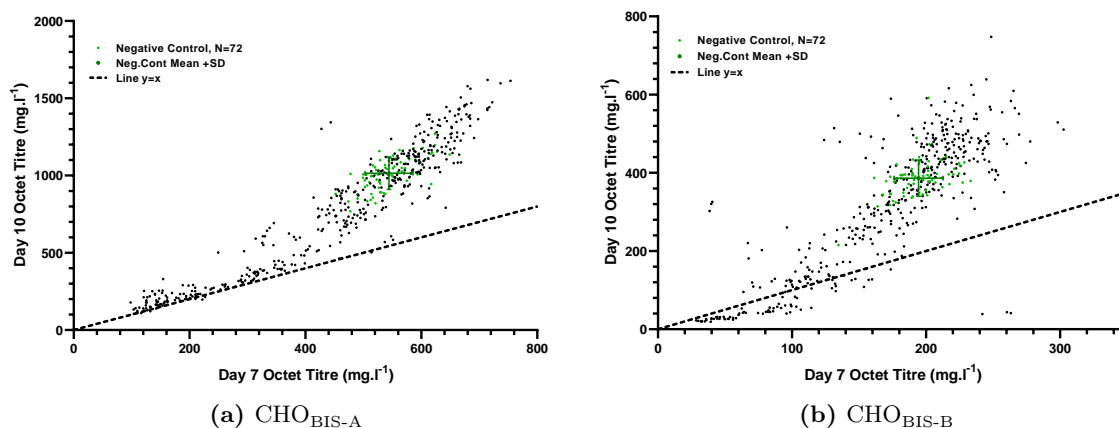 2000
1500
1000
500
0
Day 10 Octet Titre (mg.l⁻¹)
Negative Control, N=72
Neg.Cont Mean +SD
Line y=x
0 200 400 600 800
Day 7 Octet Titre (mg.l⁻¹)
(a) CHO_BIS-A
800
600
400
200
0
Day 10 Octet Titre (mg.l⁻¹)
Negative Control, N=72
Neg.Cont Mean +SD
Line y=x
0 100 200 300
Day 7 Octet Titre (mg.l⁻¹)
(b) CHO_BIS-B